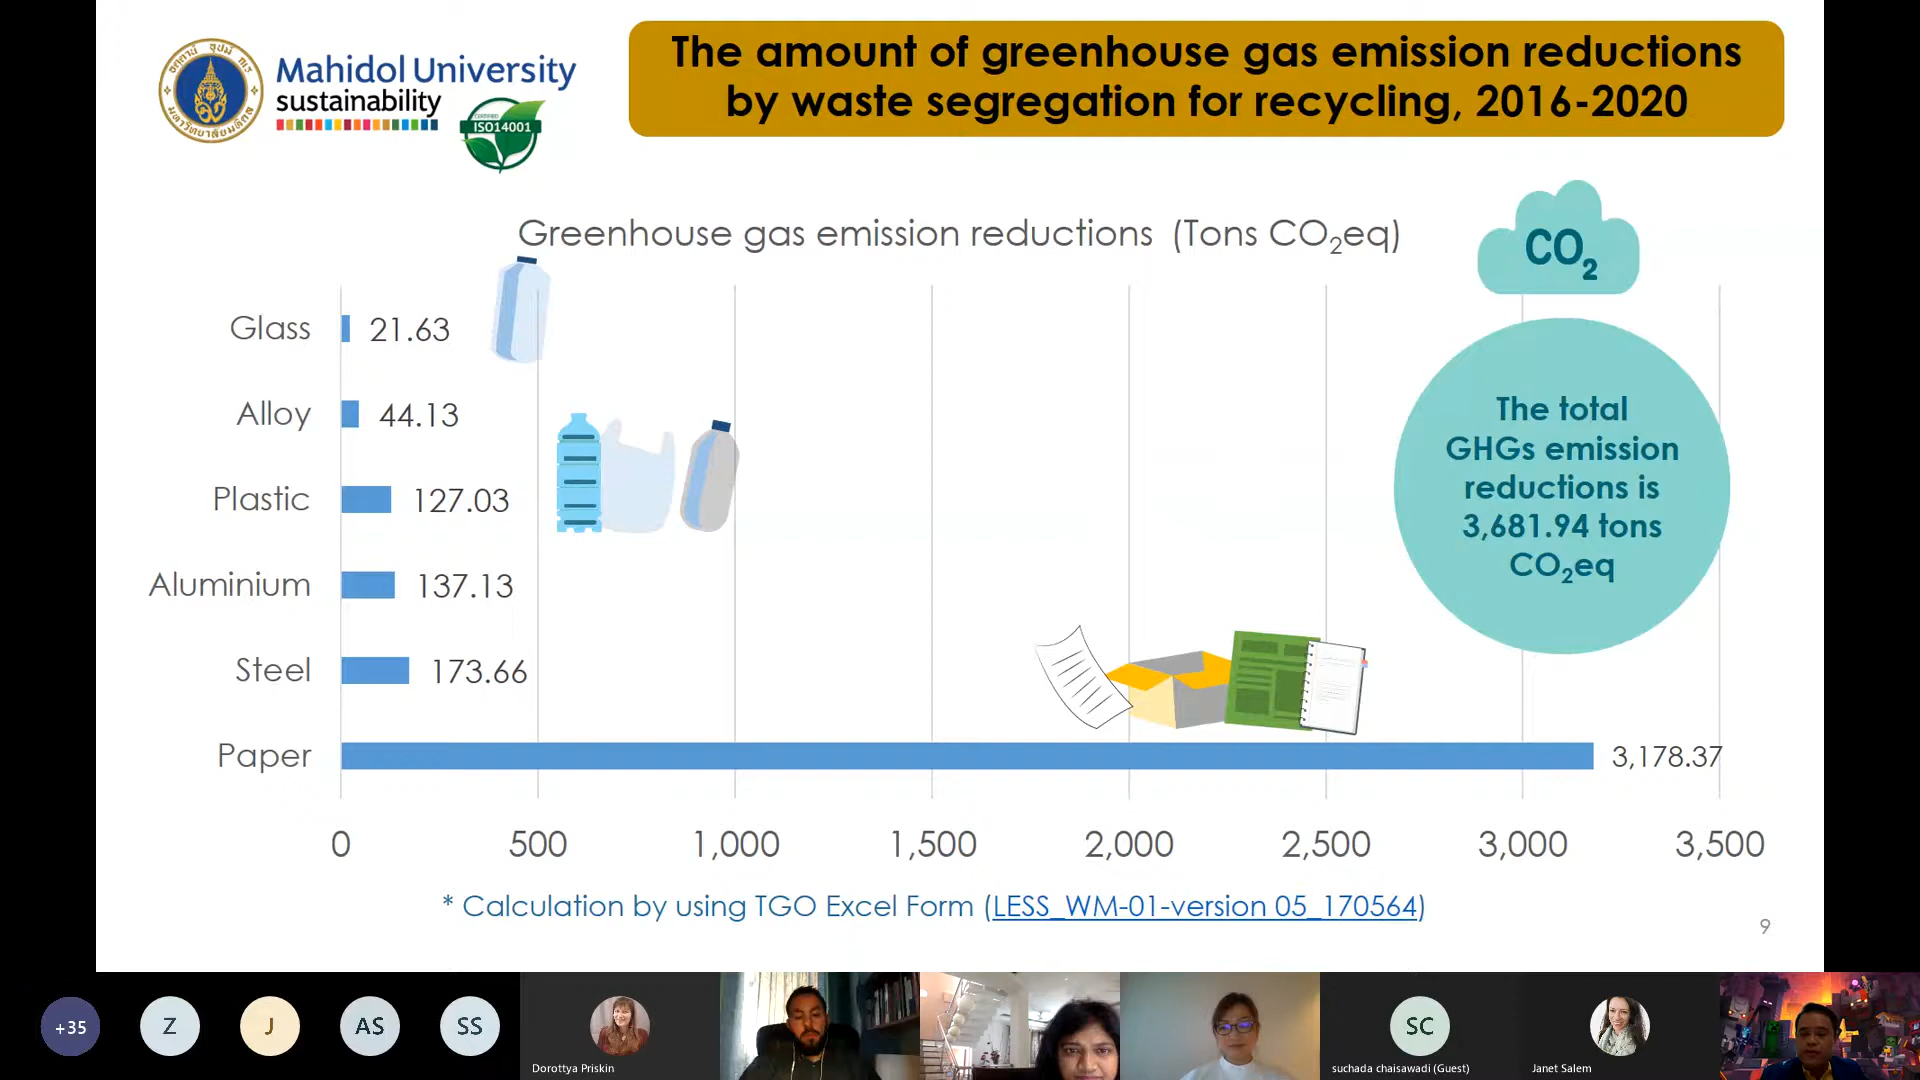 The amount of greenhouse gas emission reductions
by waste segregation for recycling, 2016-2020
Mahidol University
sustainability
CERTIFIED
ISO14001
Greenhouse gas emission reductions (Tons CO₂eq)
CO₂
Glass 21.63
Alloy 44.13
Plastic 127.03
Aluminium 137.13
Steel 173.66
Paper 3,178.37
The total
GHGs emission
reductions is
3,681.94 tons
CO₂eq
0 500 1,000 1,500 2,000 2,500 3,000 3,500
* Calculation by using TGO Excel Form (LESS_WM-01-version 05_170564)
9
+35 Z J AS SS SC
Dorottya Priskin
suchada chaisawadi (Guest)
Janet Salem